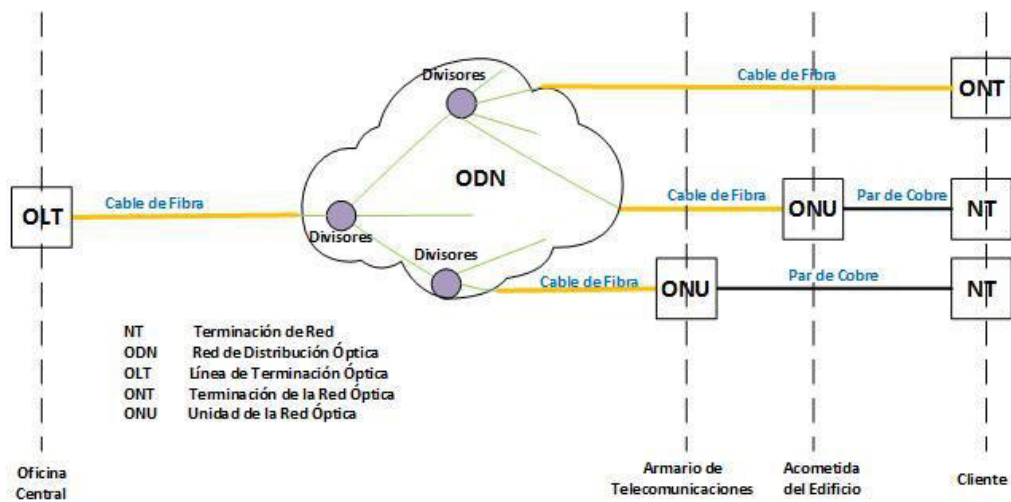 Divisores
Cable de Fibra
ONT
ODN
Cable de Fibra
Par de Cobre
OLT
Cable de Fibra
ONU
NT
Divisores
Divisores
Cable de Fibra
ONU
Par de Cobre
NT
NT Terminación de Red
ODN Red de Distribución Óptica
OLT Línea de Terminación Óptica
ONT Terminación de la Red Óptica
ONU Unidad de la Red Óptica
Oficina
Central
Armario de
Telecomunicaciones
Acometida
del Edificio
Cliente